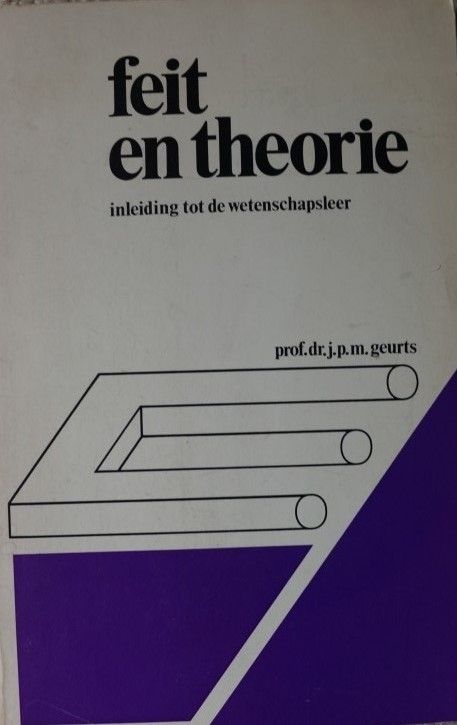 feit
en theorie
inleiding tot de wetenschapsleer
prof.dr.j.p.m.geurts